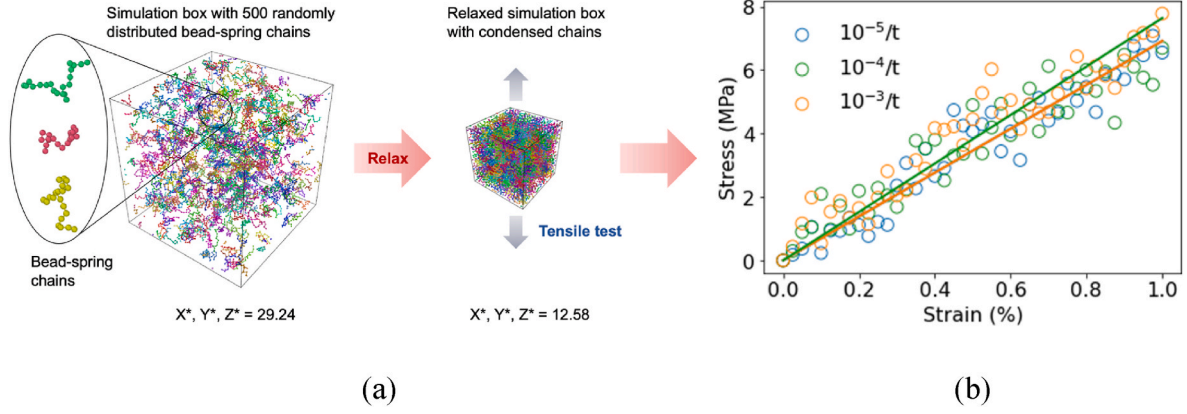 (a)
Simulation box with 500 randomly
distributed bead-spring chains
Relaxed simulation box
with condensed chains
Relax
Tensile test
Bead-spring
chains
X*, Y*, Z* = 29.24
X*, Y*, Z* = 12.58
(a)
8
6
4
2
0
Stress (MPa)
10⁻⁵/t
10⁻⁴/t
10⁻³/t
0.0 0.2 0.4 0.6 0.8 1.0
Strain (%)
(b)